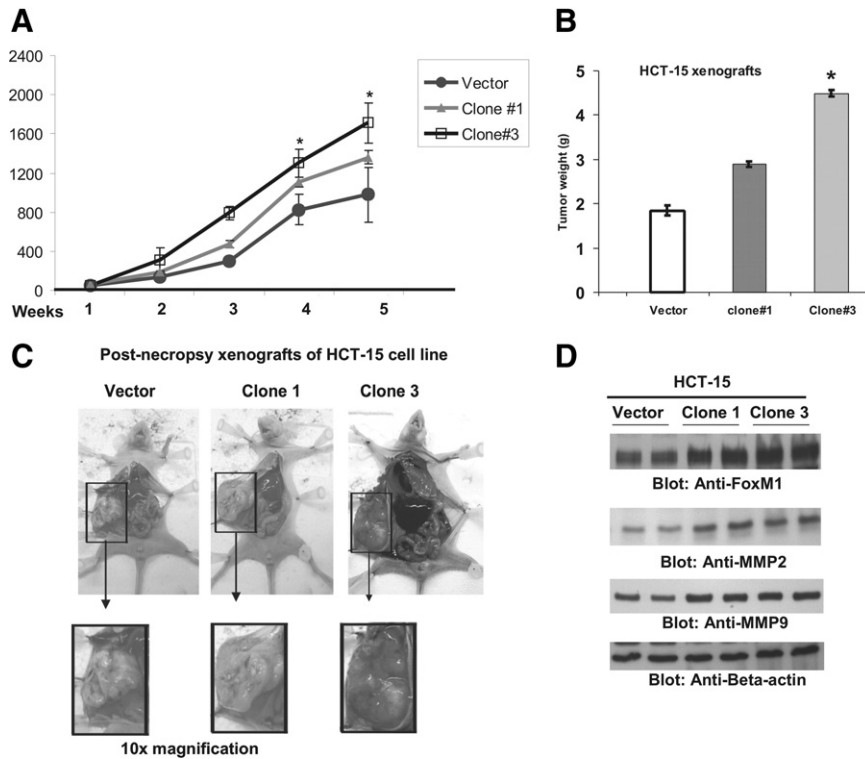 A
2400
2000
1600
1200
800
400
0
Weeks
1 2 3 4 5
* *
Vector
Clone #1
Clone#3
B
HCT-15 xenografts
*
Tumor weight (g)
5
4
3
2
1
0
Vector clone#1 Clone#3
C
Post-necropsy xenografts of HCT-15 cell line
Vector Clone 1 Clone 3
10x magnification
D
HCT-15
Vector Clone 1 Clone 3
Blot: Anti-FoxM1
Blot: Anti-MMP2
Blot: Anti-MMP9
Blot: Anti-Beta-actin